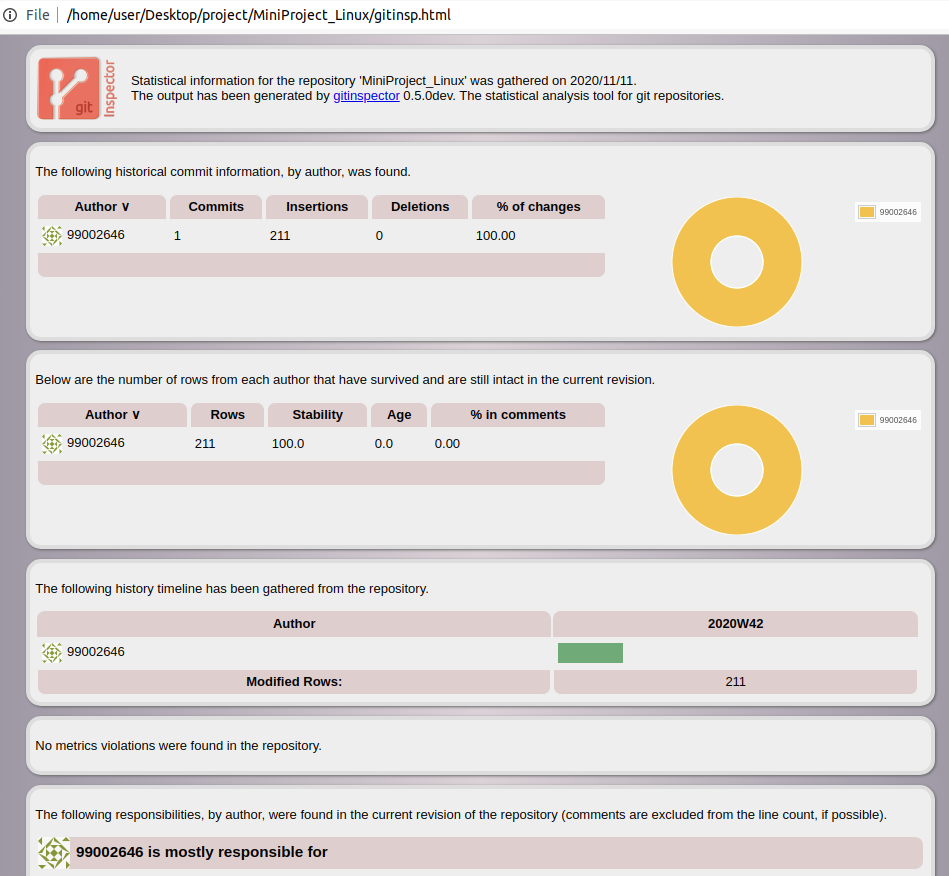 File /home/user/Desktop/project/MiniProject_Linux/gitinsp.html
git
Inspector
Statistical information for the repository 'MiniProject_Linux' was gathered on 2020/11/11.
The output has been generated by gitinspector 0.5.0dev. The statistical analysis tool for git repositories.
The following historical commit information, by author, was found.
Author ∨ Commits Insertions Deletions % of changes
99002646 1 211 0 100.00
99002646
Below are the number of rows from each author that have survived and are still intact in the current revision.
Author ∨ Rows Stability Age % in comments
99002646 211 100.0 0.0 0.00
99002646
The following history timeline has been gathered from the repository.
Author 2020W42
99002646
Modified Rows: 211
No metrics violations were found in the repository.
The following responsibilities, by author, were found in the current revision of the repository (comments are excluded from the line count, if possible).
99002646 is mostly responsible for